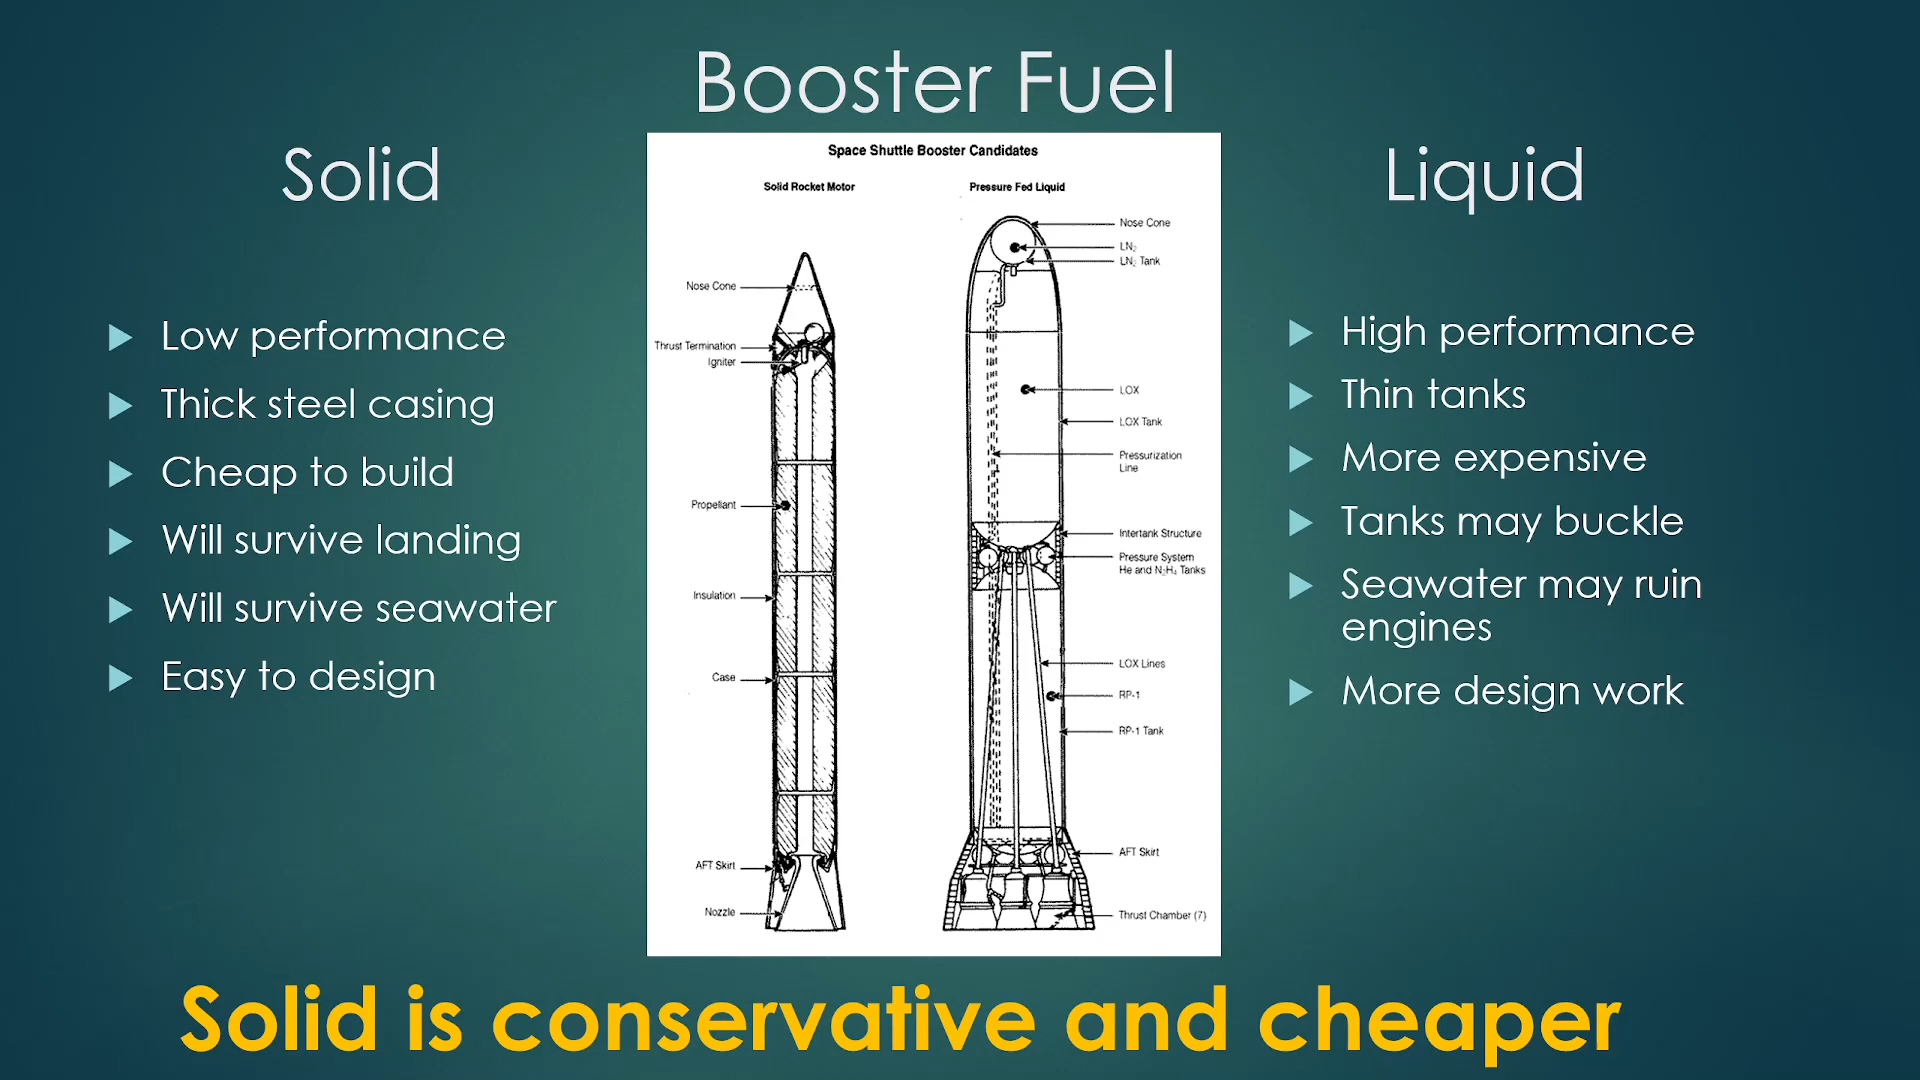 Booster Fuel
Solid
Low performance
Thick steel casing
Cheap to build
Will survive landing
Will survive seawater
Easy to design
Space Shuttle Booster Candidates
Solid Rocket Motor
Nose Cone
Thrust Termination
Igniter
Propellant
Insulation
Case
AFT Skirt
Nozzle
Pressure Fed Liquid
Nose Cone
LN₂
LN₂ Tank
LOX
LOX Tank
Pressurization
Line
Intertank Structure
Pressure System
He and N₂H₄ Tanks
LOX Lines
RP-1
RP-1 Tank
AFT Skirt
Thrust Chamber (7)
Liquid
High performance
Thin tanks
More expensive
Tanks may buckle
Seawater may ruin
engines
More design work
Solid is conservative and cheaper